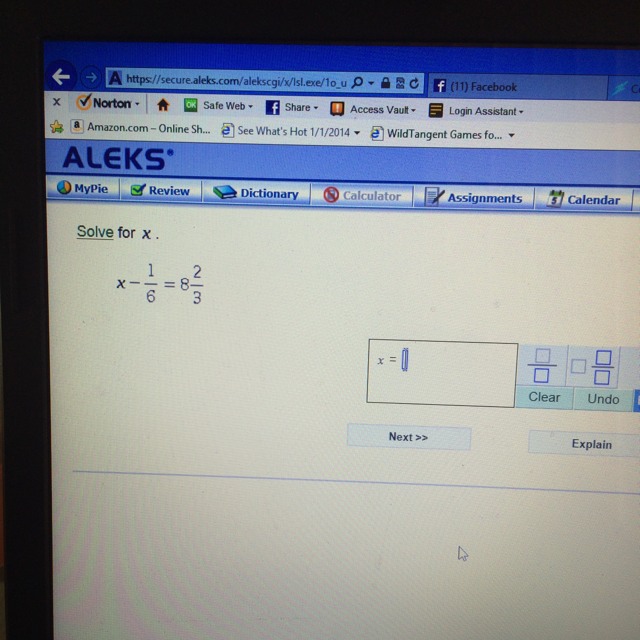 https://secure.aleks.com/alekscgi/x/lsl.exe/1o_u
(11) Facebook
x Norton Safe Web Share Access Vault Login Assistant
Amazon.com – Online Sh... See What's Hot 1/1/2014 WildTangent Games fo...
ALEKS®
MyPie Review Dictionary Calculator Assignments Calendar
Solve for x.
x − 1/6 = 8 2/3
x =
Clear Undo
Next >> Explain